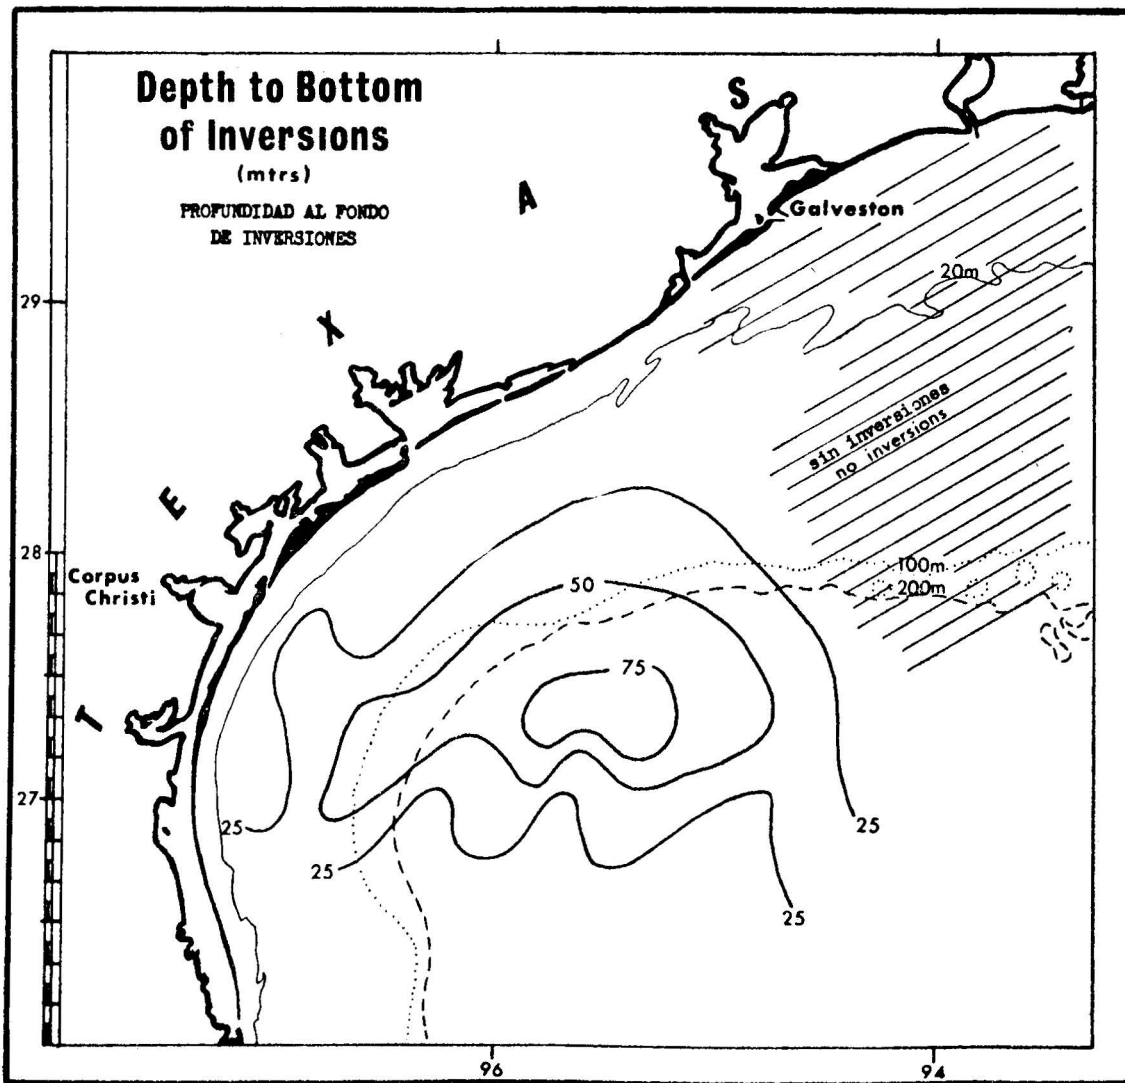 Depth to Bottom
of Inversions
(mtrs)
PROFUNDIDAD AL FONDO
DE INVERSIONES
S
A
X
E
T
Galveston
20m
29
sin inversiones
no inversions
28
Corpus
Christi
100m
200m
50
75
27
25
25
25
25
96
94